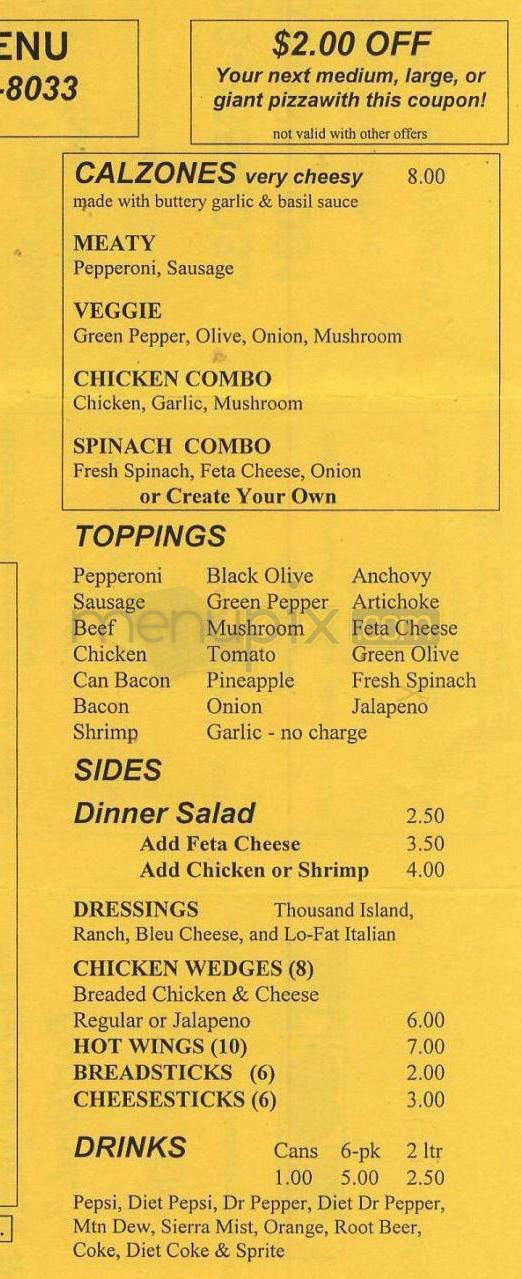 ENU
-8033
$2.00 OFF
Your next medium, large, or
giant pizzawith this coupon!
not valid with other offers
CALZONES very cheesy 8.00
made with buttery garlic & basil sauce
MEATY
Pepperoni, Sausage
VEGGIE
Green Pepper, Olive, Onion, Mushroom
CHICKEN COMBO
Chicken, Garlic, Mushroom
SPINACH COMBO
Fresh Spinach, Feta Cheese, Onion
or Create Your Own
TOPPINGS
Pepperoni Black Olive Anchovy
Sausage Green Pepper Artichoke
Beef Mushroom Feta Cheese
Chicken Tomato Green Olive
Can Bacon Pineapple Fresh Spinach
Bacon Onion Jalapeno
Shrimp Garlic - no charge
menupix
SIDES
Dinner Salad 2.50
Add Feta Cheese 3.50
Add Chicken or Shrimp 4.00
DRESSINGS Thousand Island,
Ranch, Bleu Cheese, and Lo-Fat Italian
CHICKEN WEDGES (8)
Breaded Chicken & Cheese
Regular or Jalapeno 6.00
HOT WINGS (10) 7.00
BREADSTICKS (6) 2.00
CHEESESTICKS (6) 3.00
DRINKS Cans 6-pk 2 ltr
1.00 5.00 2.50
Pepsi, Diet Pepsi, Dr Pepper, Diet Dr Pepper,
Mtn Dew, Sierra Mist, Orange, Root Beer,
Coke, Diet Coke & Sprite